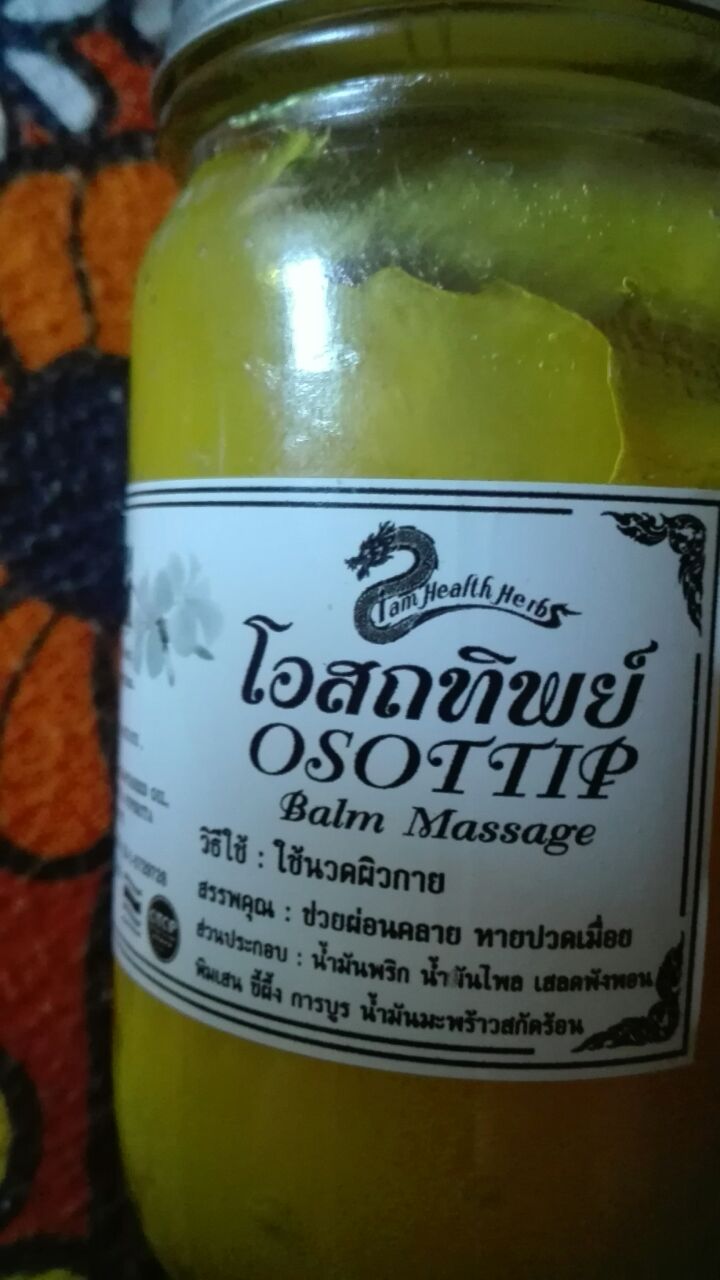 Tam Health Herbs
โอสถทิพย์
OSOTTIP
Balm Massage
วิธีใช้ : ใช้นวดผิวกาย
สรรพคุณ : ช่วยผ่อนคลาย หายปวดเมื่อย
ส่วนประกอบ : น้ำมันพริก น้ำมันไพล เสลดพังพอน
พิมเสน ขี้ผึ้ง การบูร น้ำมันมะพร้าวสกัดร้อน
OIL.